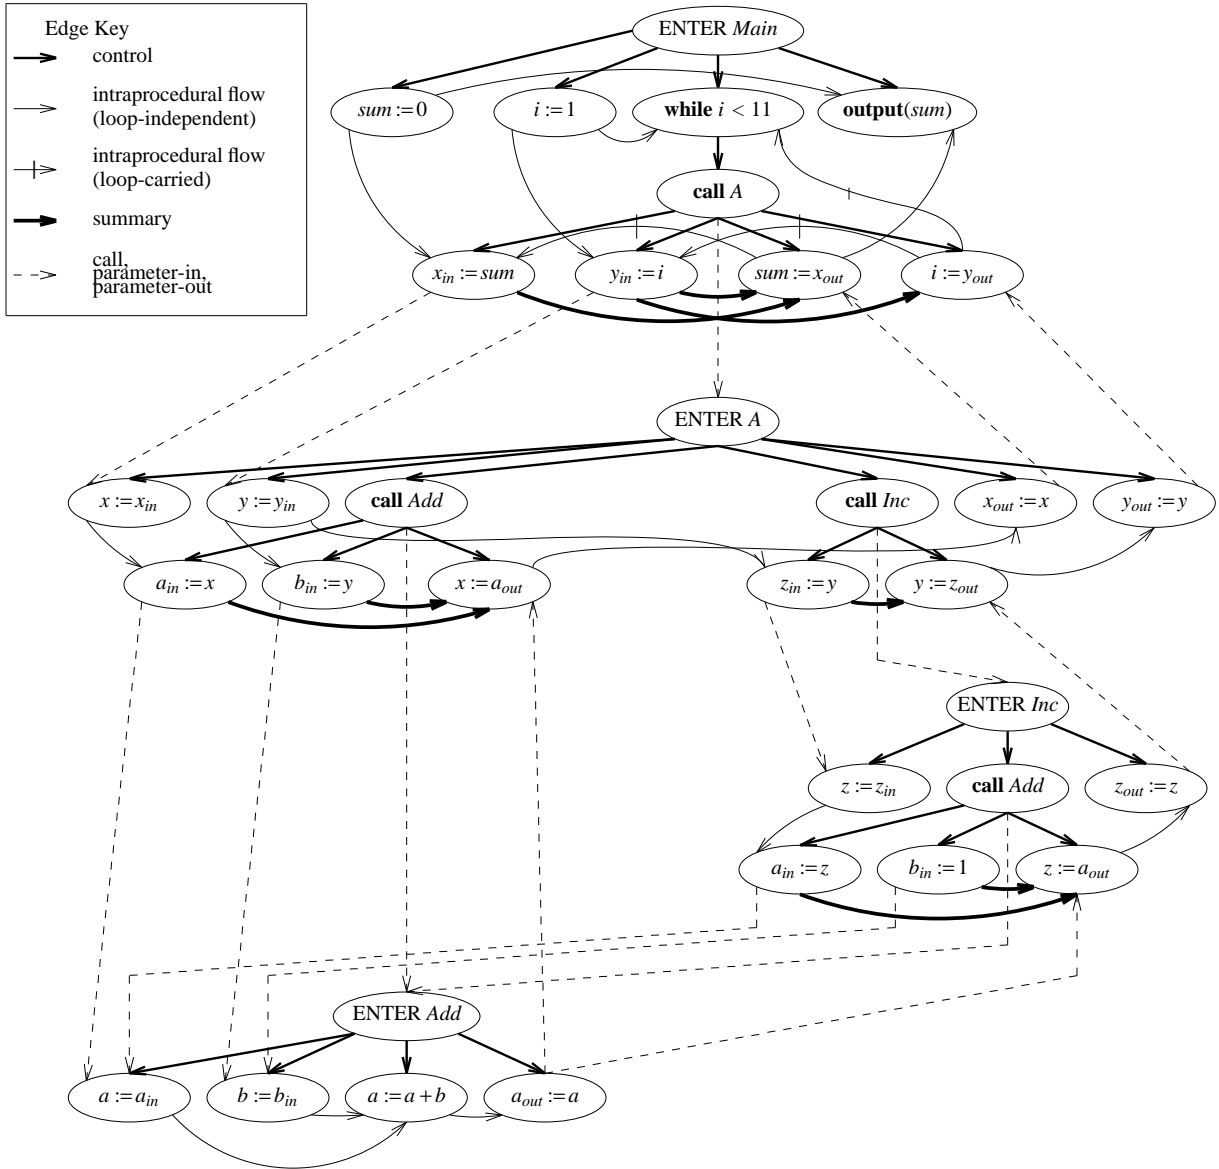 Edge Key
control
intraprocedural flow
(loop-independent)
intraprocedural flow
(loop-carried)
summary
call,
parameter-in,
parameter-out
ENTER Main
sum := 0
i := 1
while i < 11
output(sum)
call A
x_in := sum
y_in := i
sum := x_out
i := y_out
ENTER A
x := x_in
y := y_in
call Add
call Inc
x_out := x
y_out := y
a_in := x
b_in := y
x := a_out
z_in := y
y := z_out
ENTER Inc
z := z_in
call Add
z_out := z
a_in := z
b_in := 1
z := a_out
ENTER Add
a := a_in
b := b_in
a := a + b
a_out := a